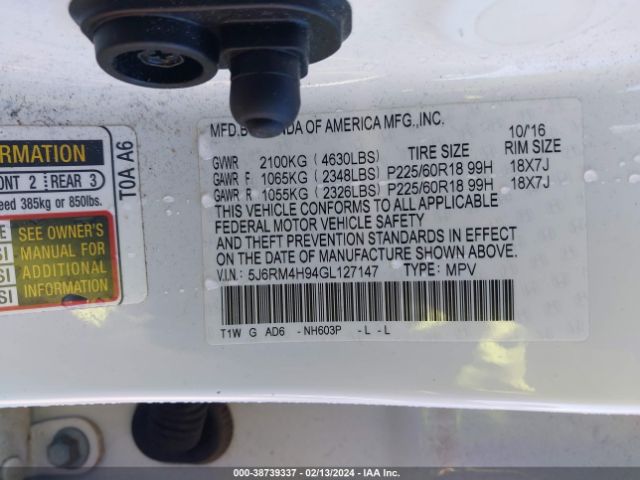 MFD. OF AMERICA MFG.,INC. 10/16
GVWR 2100KG (4630LBS) TIRE SIZE RIM SIZE
GAWR F 1065KG (2348LBS) P225/60R18 99H 18X7J
GAWR R 1055KG (2326LBS) P225/60R18 99H 18X7J
THIS VEHICLE CONFORMS TO ALL APPLICABLE
FEDERAL MOTOR VEHICLE SAFETY
AND THEFT PREVENTION STANDARDS IN EFFECT
ON THE DATE OF MANUFACTURE SHOWN ABOVE.
V.I.N.: 5J6RM4H94GL127147 TYPE: MPV
T1W G AD6 -NH603P -L -L
2 REAR 3
385kg or 850lbs.
SEE OWNER'S
MANUAL FOR
ADDITIONAL
INFORMATION
T0A A6
000-38739337 - 02/13/2024 - IAA Inc.